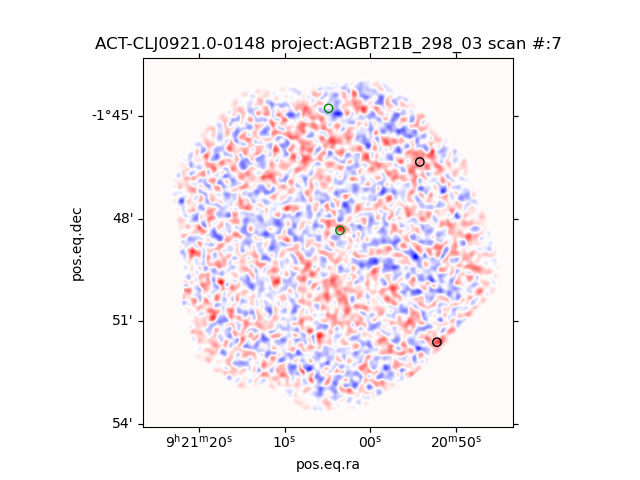 ACT-CLJ0921.0-0148 project:AGBT21B_298_03 scan #:7
-1°45'
48'
51'
54'
pos.eq.dec
9ʰ21ᵐ20ˢ 10ˢ 00ˢ 20ᵐ50ˢ
pos.eq.ra